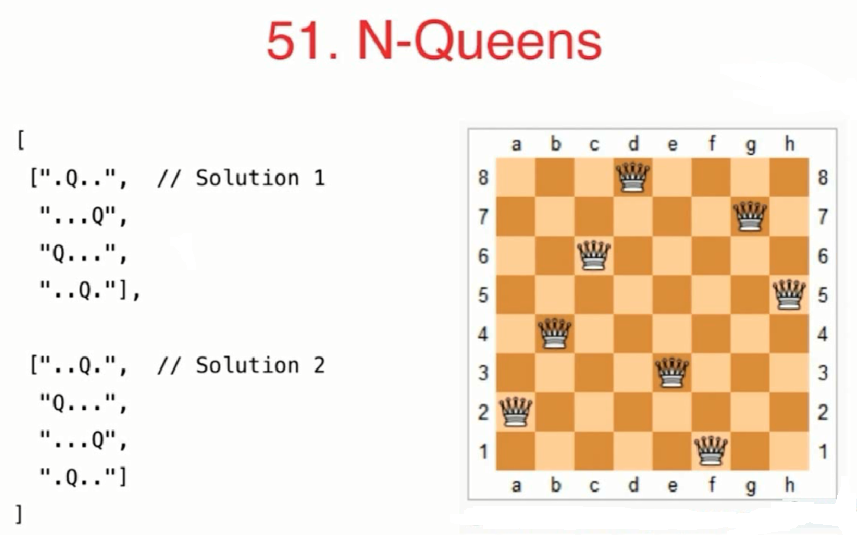 51. N-Queens
[
[".Q..", // Solution 1
"...Q",
"Q...",
"..Q."],
["..Q.", // Solution 2
"Q...",
"...Q",
".Q.."]
]
a b c d e f g h
8 8
7 7
6 6
5 5
4 4
3 3
2 2
1 1
a b c d e f g h